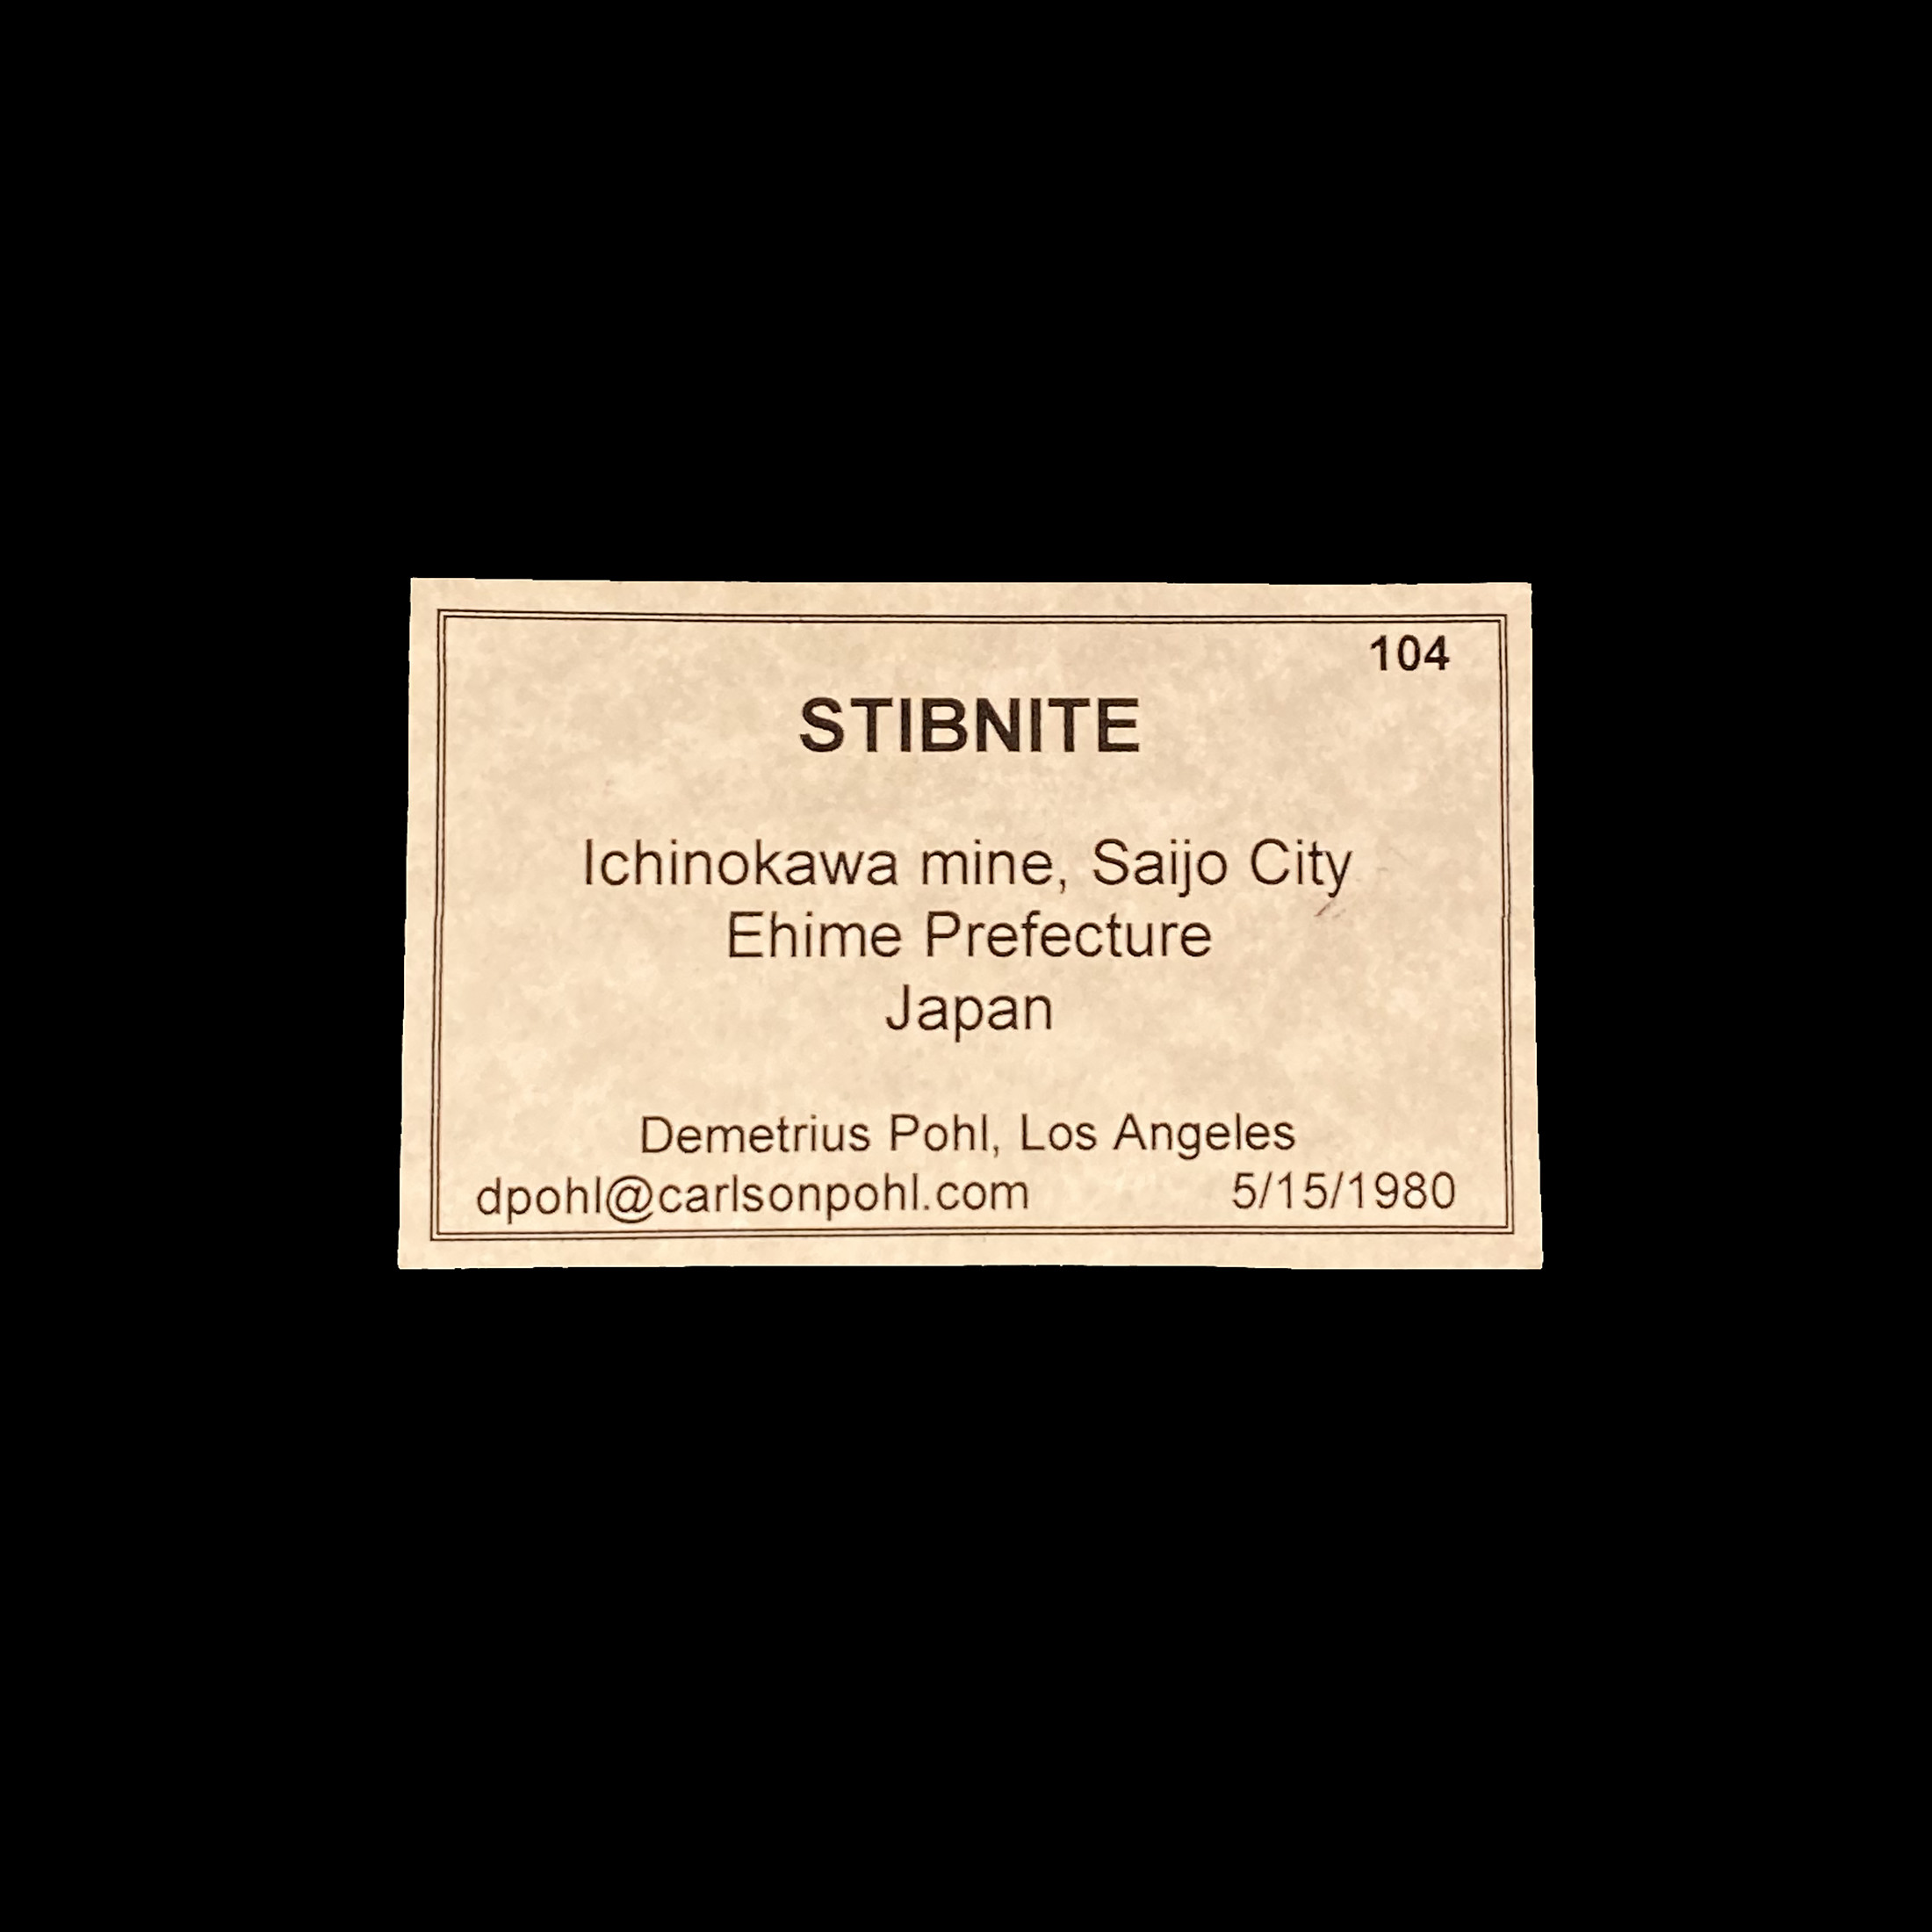 104
STIBNITE
Ichinokawa mine, Saijo City
Ehime Prefecture
Japan
Demetrius Pohl, Los Angeles
dpohl@carlsonpohl.com 5/15/1980